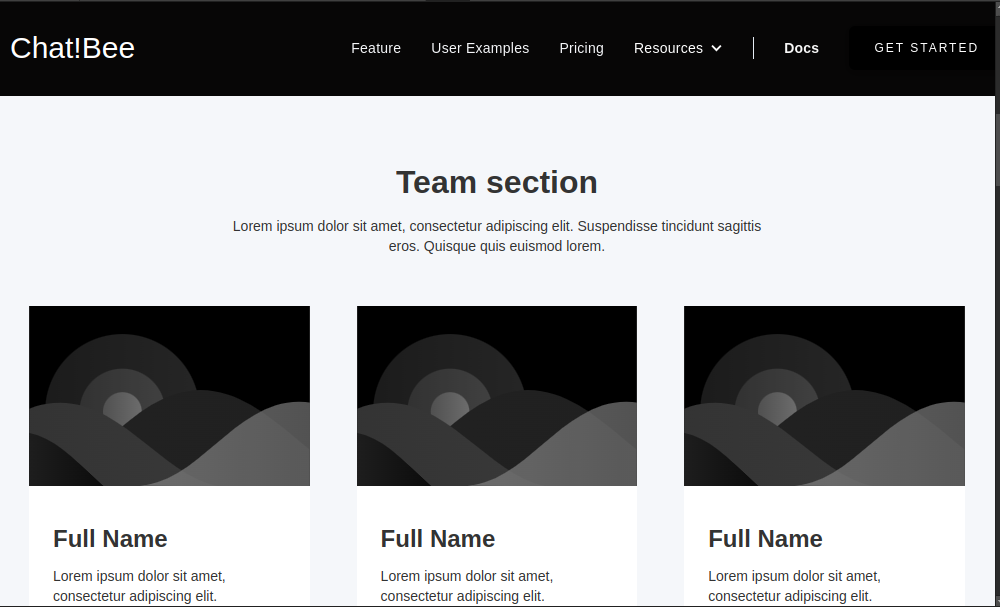 Chat!Bee
Feature
User Examples
Pricing
Resources
Docs
GET STARTED
Team section
Lorem ipsum dolor sit amet, consectetur adipiscing elit. Suspendisse tincidunt sagittis
eros. Quisque quis euismod lorem.
Full Name
Lorem ipsum dolor sit amet,
consectetur adipiscing elit.
Full Name
Lorem ipsum dolor sit amet,
consectetur adipiscing elit.
Full Name
Lorem ipsum dolor sit amet,
consectetur adipiscing elit.